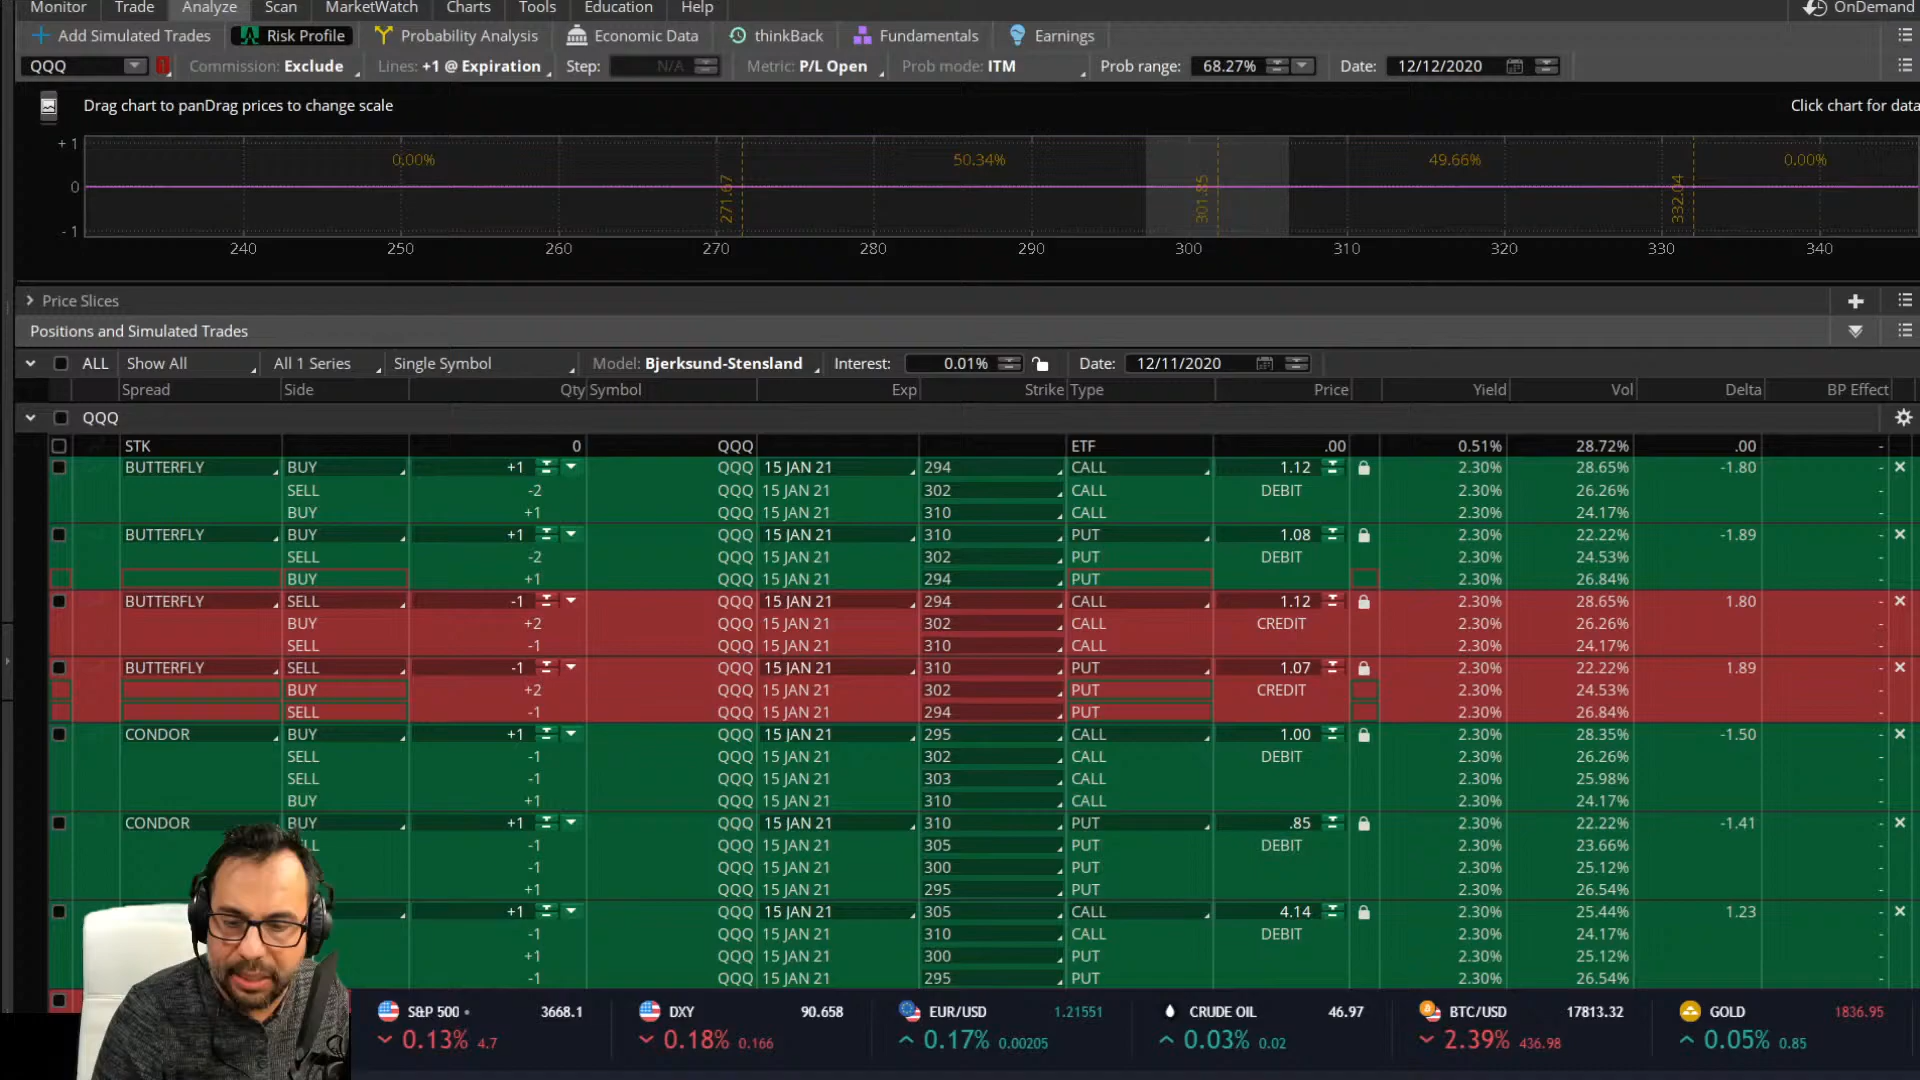 Monitor Trade Analyze Scan MarketWatch Charts Tools Education Help OnDemand
Add Simulated Trades Risk Profile Probability Analysis Economic Data thinkBack Fundamentals Earnings
QQQ Commission: Exclude Lines: +1 @ Expiration Step: N/A Metric: P/L Open Prob mode: ITM Prob range: 68.27% Date: 12/12/2020
Drag chart to panDrag prices to change scale Click chart for data
+ 1 0.00% 50.34% 49.66% 0.00%
0 271.67 301.85 332.04
- 1
240 250 260 270 280 290 300 310 320 330 340
Price Slices
Positions and Simulated Trades
ALL Show All All 1 Series Single Symbol Model: Bjerksund-Stensland Interest: 0.01% Date: 12/11/2020
Spread Side Qty Symbol Exp Strike Type Price Yield Vol Delta BP Effect
QQQ
STK 0 QQQ ETF .00 0.51% 28.72% .00
BUTTERFLY BUY +1 QQQ 15 JAN 21 294 CALL 1.12 2.30% 28.65% -1.80 -
SELL -2 QQQ 15 JAN 21 302 CALL DEBIT 2.30% 26.26% -
BUY +1 QQQ 15 JAN 21 310 CALL 2.30% 24.17% -
BUTTERFLY BUY +1 QQQ 15 JAN 21 310 PUT 1.08 2.30% 22.22% -1.89 -
SELL -2 QQQ 15 JAN 21 302 PUT DEBIT 2.30% 24.53% -
BUY +1 QQQ 15 JAN 21 294 PUT 2.30% 26.84% -
BUTTERFLY SELL -1 QQQ 15 JAN 21 294 CALL 1.12 2.30% 28.65% 1.80 -
BUY +2 QQQ 15 JAN 21 302 CALL CREDIT 2.30% 26.26% -
SELL -1 QQQ 15 JAN 21 310 CALL 2.30% 24.17% -
BUTTERFLY SELL -1 QQQ 15 JAN 21 310 PUT 1.07 2.30% 22.22% 1.89 -
BUY +2 QQQ 15 JAN 21 302 PUT CREDIT 2.30% 24.53% -
SELL -1 QQQ 15 JAN 21 294 PUT 2.30% 26.84% -
CONDOR BUY +1 QQQ 15 JAN 21 295 CALL 1.00 2.30% 28.35% -1.50 -
SELL -1 QQQ 15 JAN 21 302 CALL DEBIT 2.30% 26.26% -
SELL -1 QQQ 15 JAN 21 303 CALL 2.30% 25.98% -
BUY +1 QQQ 15 JAN 21 310 CALL 2.30% 24.17% -
CONDOR BUY +1 QQQ 15 JAN 21 310 PUT .85 2.30% 22.22% -1.41 -
-1 QQQ 15 JAN 21 305 PUT DEBIT 2.30% 23.66% -
-1 QQQ 15 JAN 21 300 PUT 2.30% 25.12% -
+1 QQQ 15 JAN 21 295 PUT 2.30% 26.54% -
+1 QQQ 15 JAN 21 305 CALL 4.14 2.30% 25.44% 1.23 -
-1 QQQ 15 JAN 21 310 CALL DEBIT 2.30% 24.17% -
+1 QQQ 15 JAN 21 300 PUT 2.30% 25.12% -
-1 QQQ 15 JAN 21 295 PUT 2.30% 26.54% -
S&P 500 3668.1 DXY 90.658 EUR/USD 1.21551 CRUDE OIL 46.97 BTC/USD 17813.32 GOLD 1836.95
0.13% 4.7 0.18% 0.166 0.17% 0.00205 0.03% 0.02 2.39% 436.98 0.05% 0.85